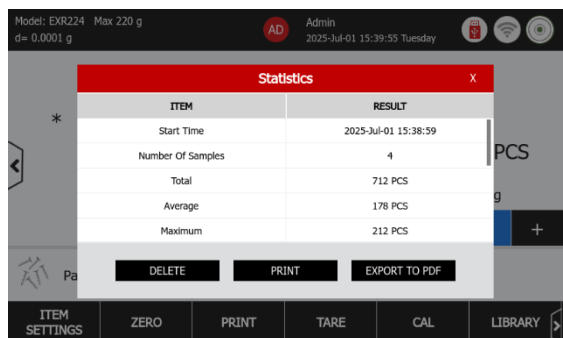 Model: EXR224 Max 220 g
d= 0.0001 g
AD
Admin
2025-Jul-01 15:39:55 Tuesday
Statistics X
ITEM RESULT
Start Time 2025-Jul-01 15:38:59
Number Of Samples 4
Total 712 PCS
Average 178 PCS
Maximum 212 PCS
DELETE PRINT EXPORT TO PDF
*
PCS
g
+
Pa
ITEM SETTINGS ZERO PRINT TARE CAL LIBRARY